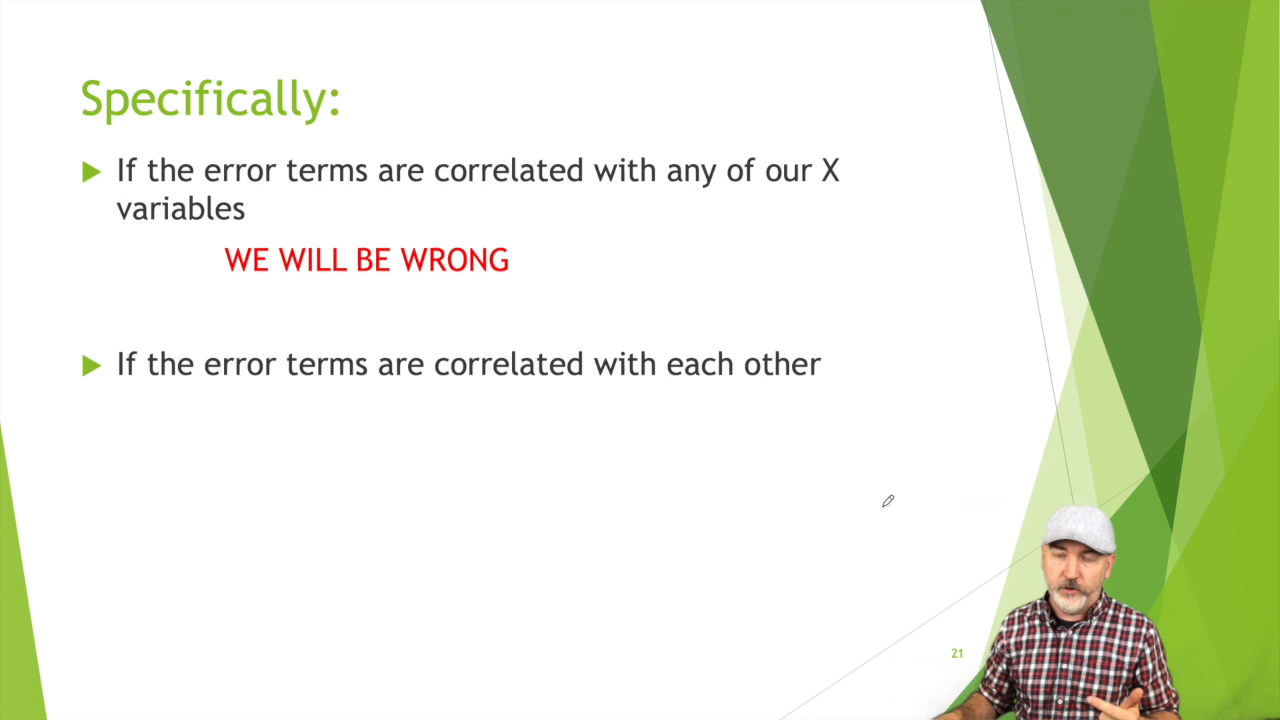 Specifically:
If the error terms are correlated with any of our X
variables
WE WILL BE WRONG
If the error terms are correlated with each other
21